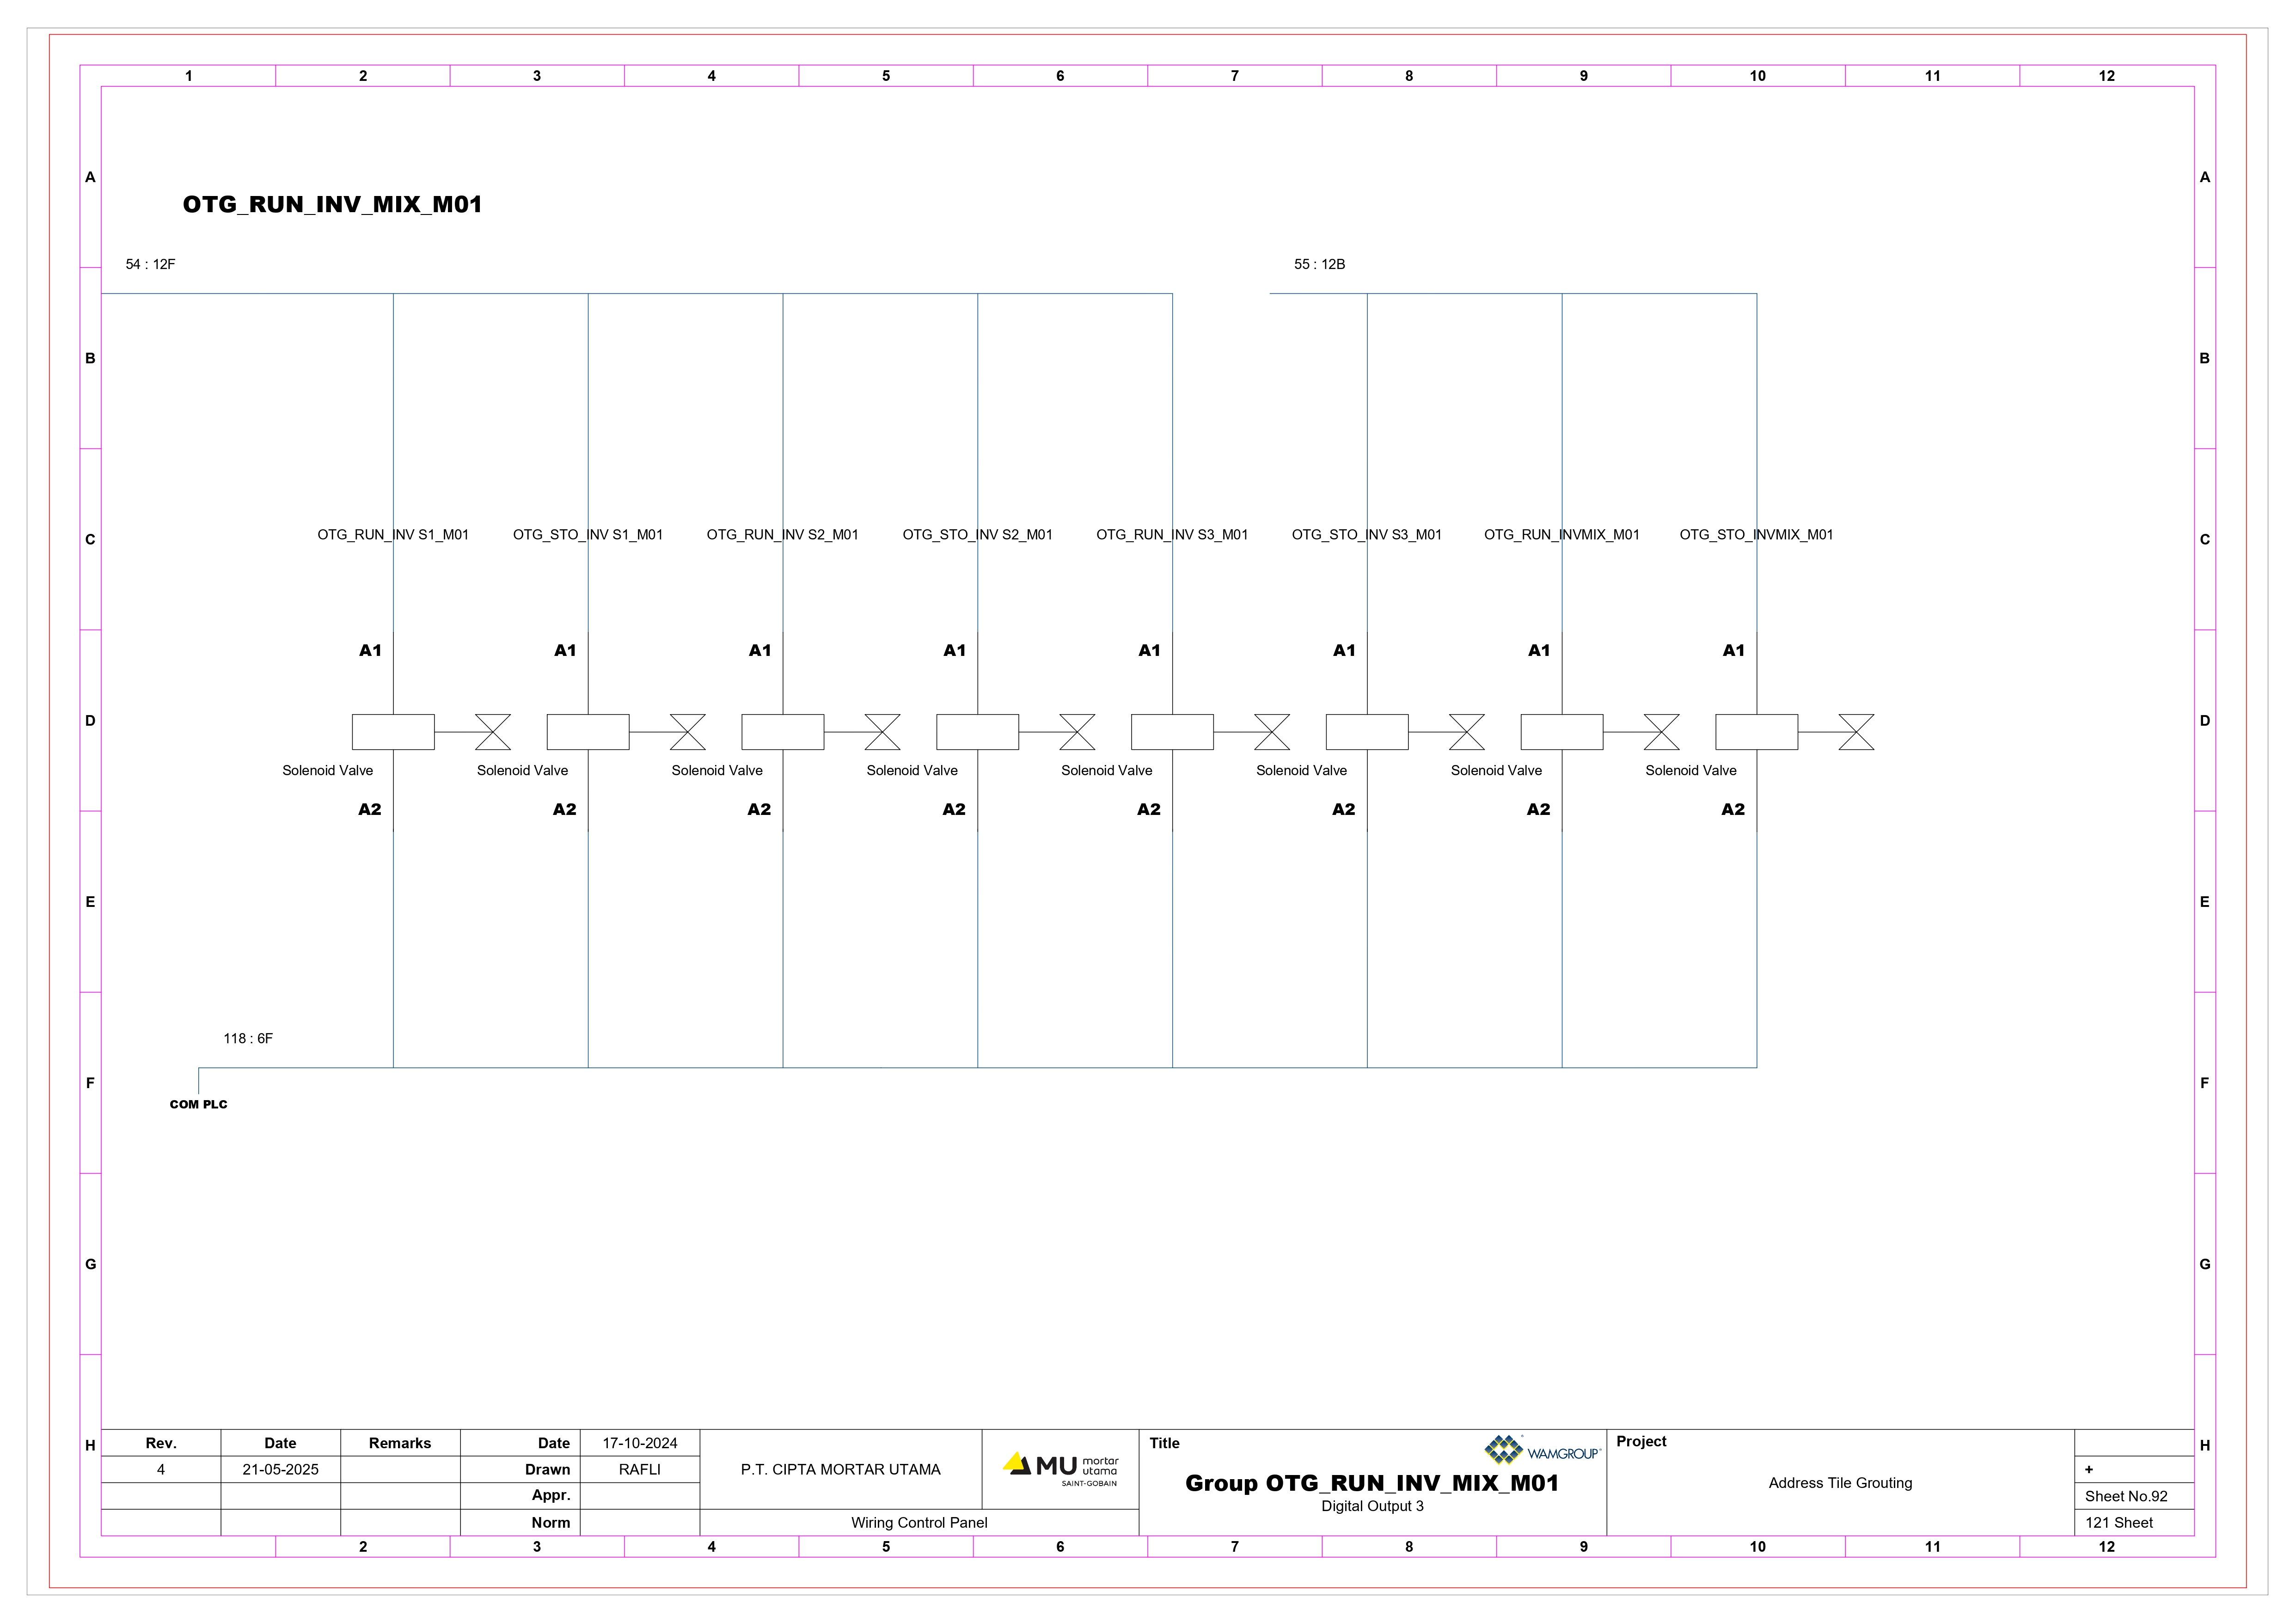 1 2 3 4 5 6 7 8 9 10 11 12
A A
OTG_RUN_INV_MIX_M01
54 : 12F 55 : 12B
B B
OTG_RUN_INV S1_M01 OTG_STO_INV S1_M01 OTG_RUN_INV S2_M01 OTG_STO_INV S2_M01 OTG_RUN_INV S3_M01 OTG_STO_INV S3_M01 OTG_RUN_INVMIX_M01 OTG_STO_INVMIX_M01
C C
A1 A1 A1 A1 A1 A1 A1 A1
D D
Solenoid Valve Solenoid Valve Solenoid Valve Solenoid Valve Solenoid Valve Solenoid Valve Solenoid Valve Solenoid Valve
A2 A2 A2 A2 A2 A2 A2 A2
E E
118 : 6F
F F
COM PLC
G G
H H
Rev. Date Remarks Date 17-10-2024
4 21-05-2025 Drawn RAFLI
Appr.
Norm
P.T. CIPTA MORTAR UTAMA
MU mortar utama
SAINT-GOBAIN
Wiring Control Panel
Title
WAMGROUP®
Group OTG_RUN_INV_MIX_M01
Digital Output 3
Project
Address Tile Grouting
+
Sheet No.92
121 Sheet
2 3 4 5 6 7 8 9 10 11 12